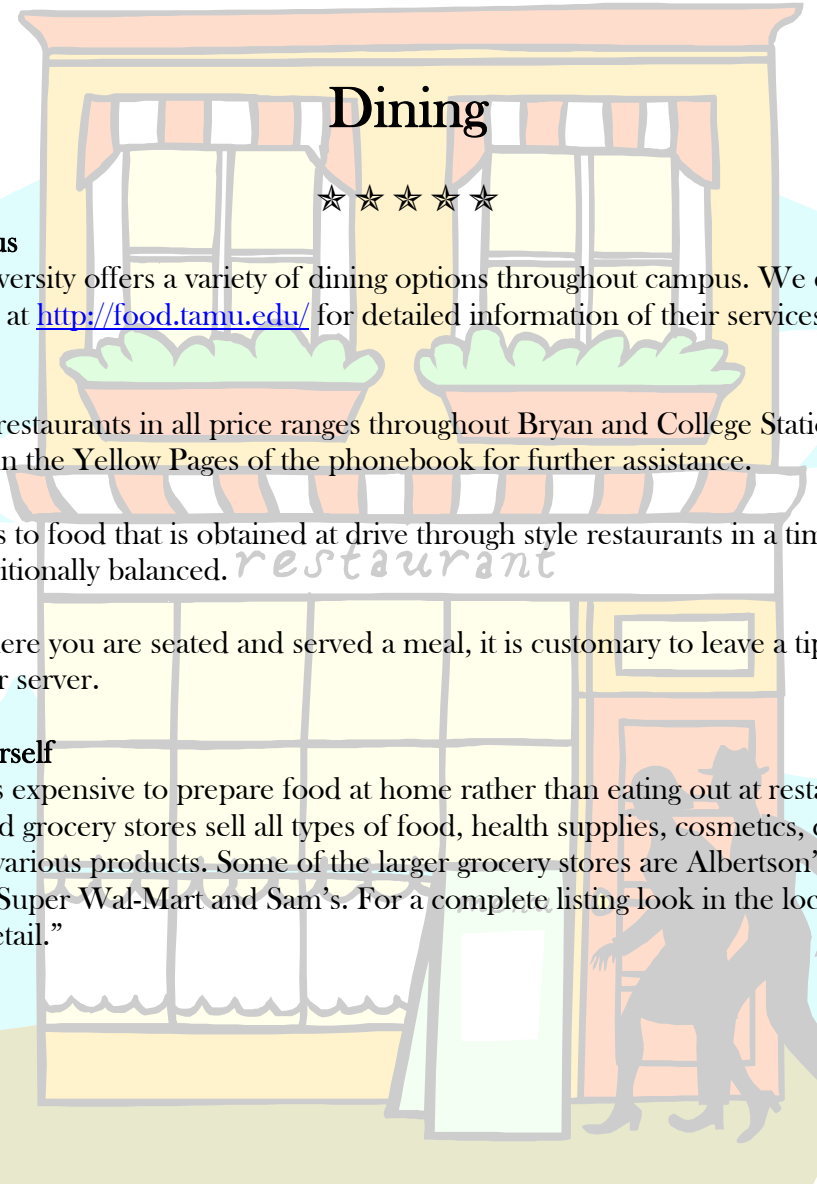 Dining
us
versity offers a variety of dining options throughout campus. We
at http://food.tamu.edu/ for detailed information of their services
restaurants in all price ranges throughout Bryan and College Statio
n the Yellow Pages of the phonebook for further assistance.
s to food that is obtained at drive through style restaurants in a tim
itionally balanced.
restaurant
ere you are seated and served a meal, it is customary to leave a tip
r server.
rself
s expensive to prepare food at home rather than eating out at resta
d grocery stores sell all types of food, health supplies, cosmetics,
various products. Some of the larger grocery stores are Albertson's
Super Wal-Mart and Sam's. For a complete listing look in the loc
menu
etail.”